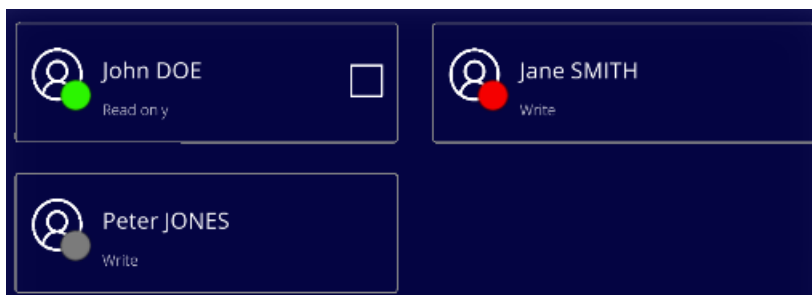 John DOE
Read on y
Jane SMITH
Write
Peter JONES
Write